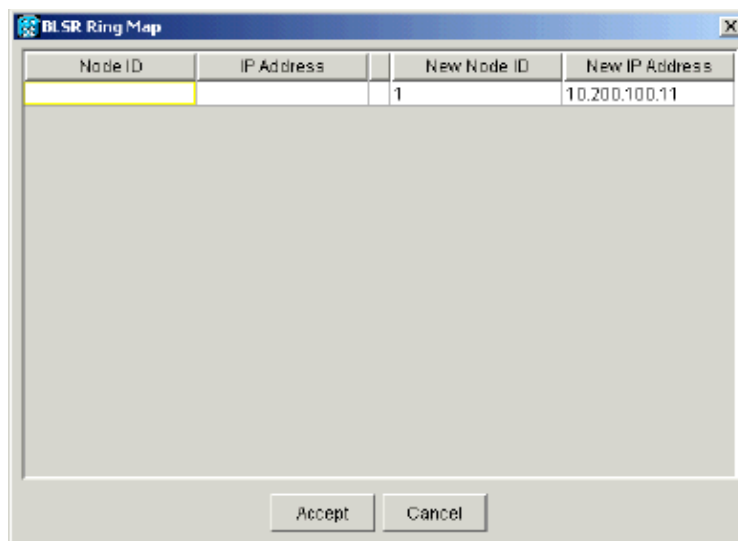 BLSR Ring Map
Node ID IP Address New Node ID New IP Address
1 10.200.100.11
Accept Cancel